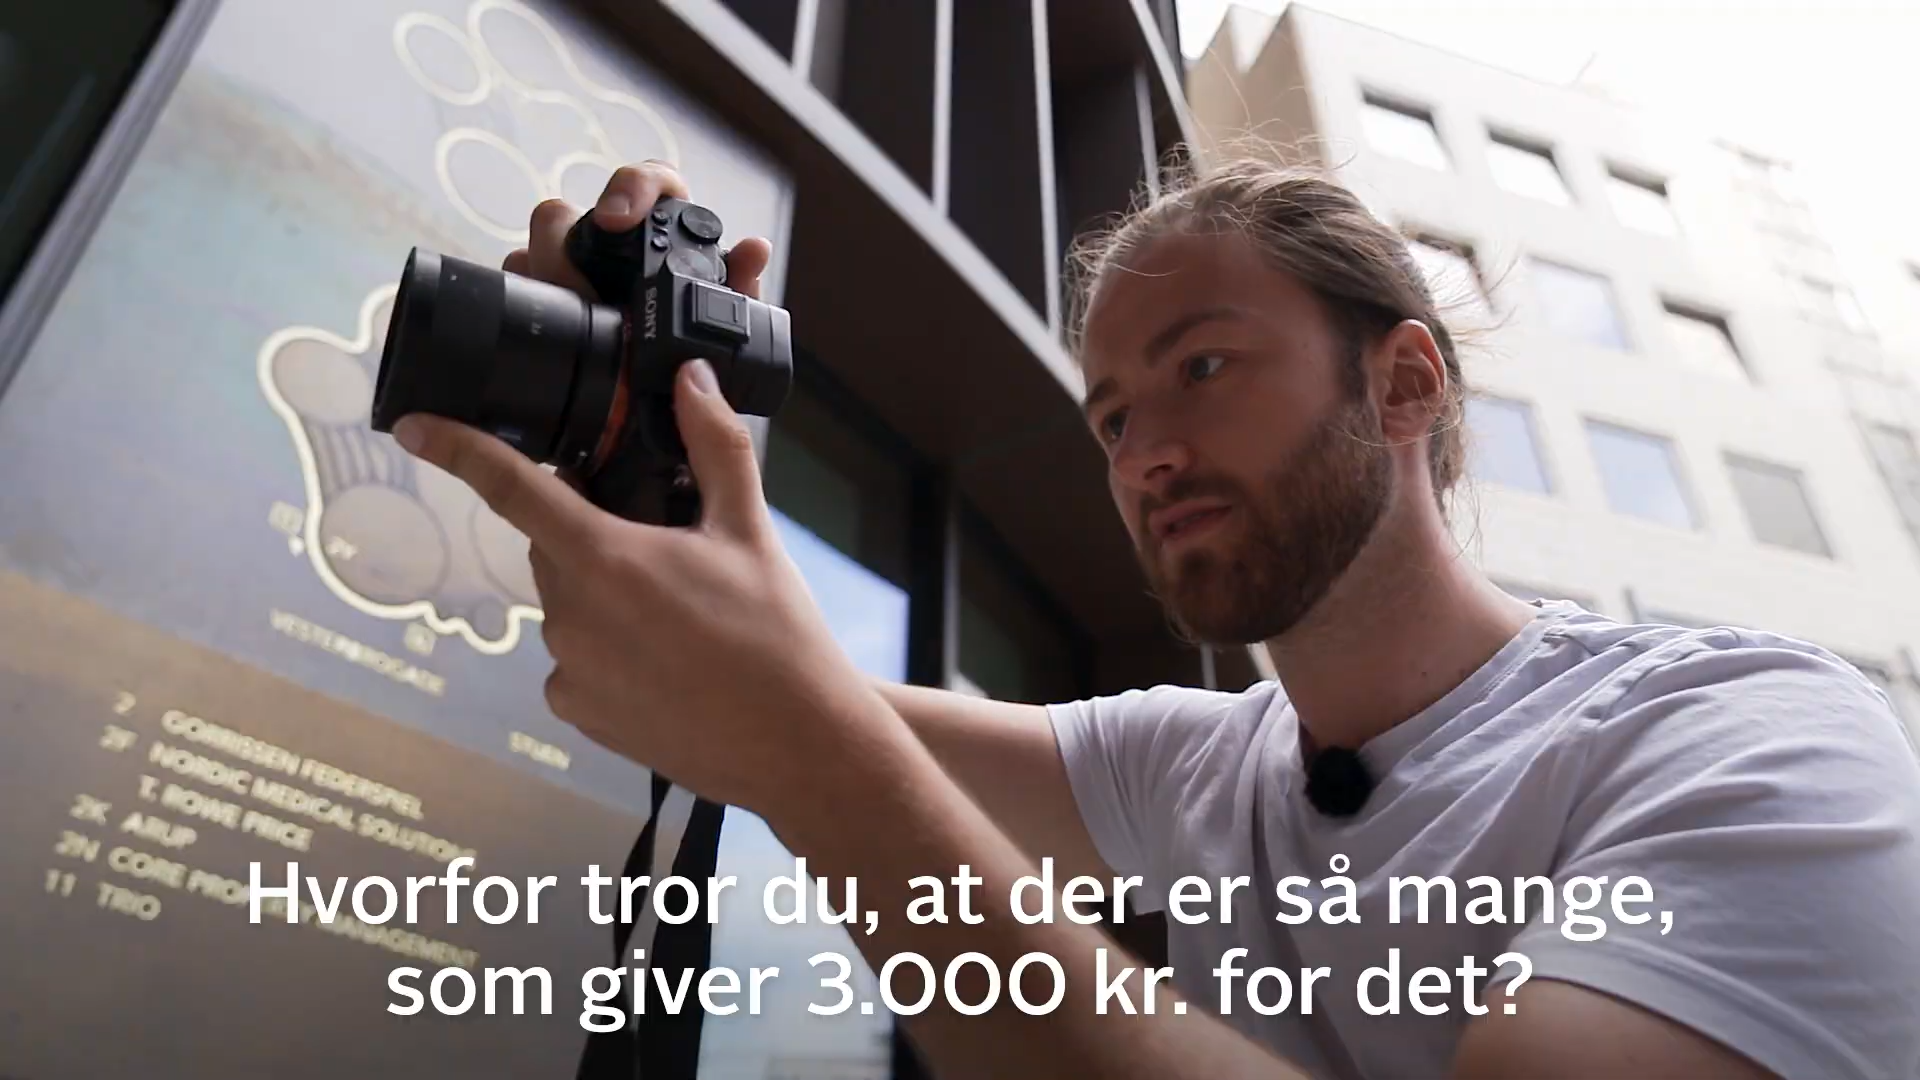 SONY
VESTERBROGADE
STUEN
2 GORRISSEN FEDERSPIEL
2F NORDIC MEDICAL SOLUTIONS
T. ROWE PRICE
2K ARUP
2N CORE PROPERTY MANAGEMENT
11 TRIO
Hvorfor tror du, at der er så mange,
som giver 3.000 kr. for det?